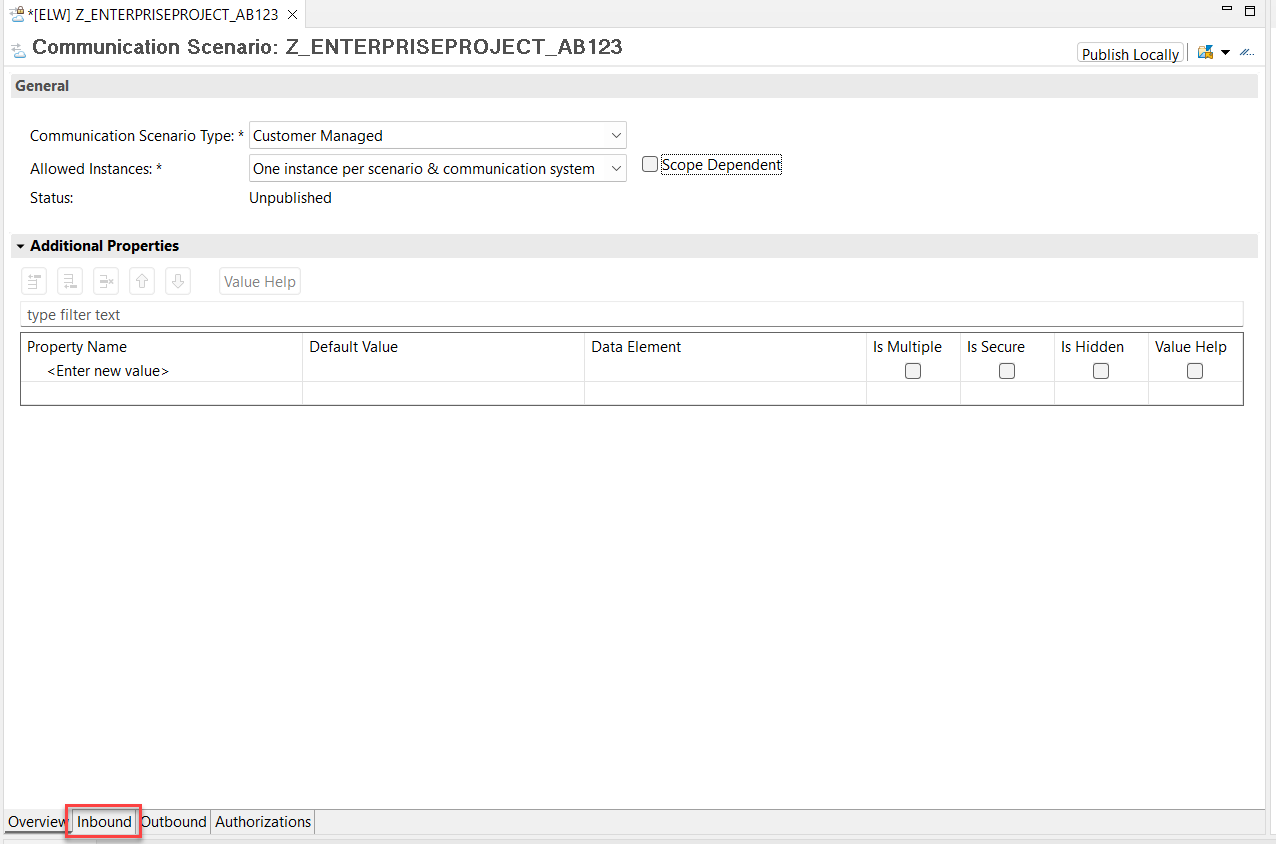 *[ELW] Z_ENTERPRISEPROJECT_AB123
Communication Scenario: Z_ENTERPRISEPROJECT_AB123
Publish Locally
General
Communication Scenario Type: * Customer Managed
Allowed Instances: * One instance per scenario & communication system Scope Dependent
Status: Unpublished
Additional Properties
Value Help
type filter text
Property Name Default Value Data Element Is Multiple Is Secure Is Hidden Value Help
<Enter new value>
Overview Inbound Outbound Authorizations